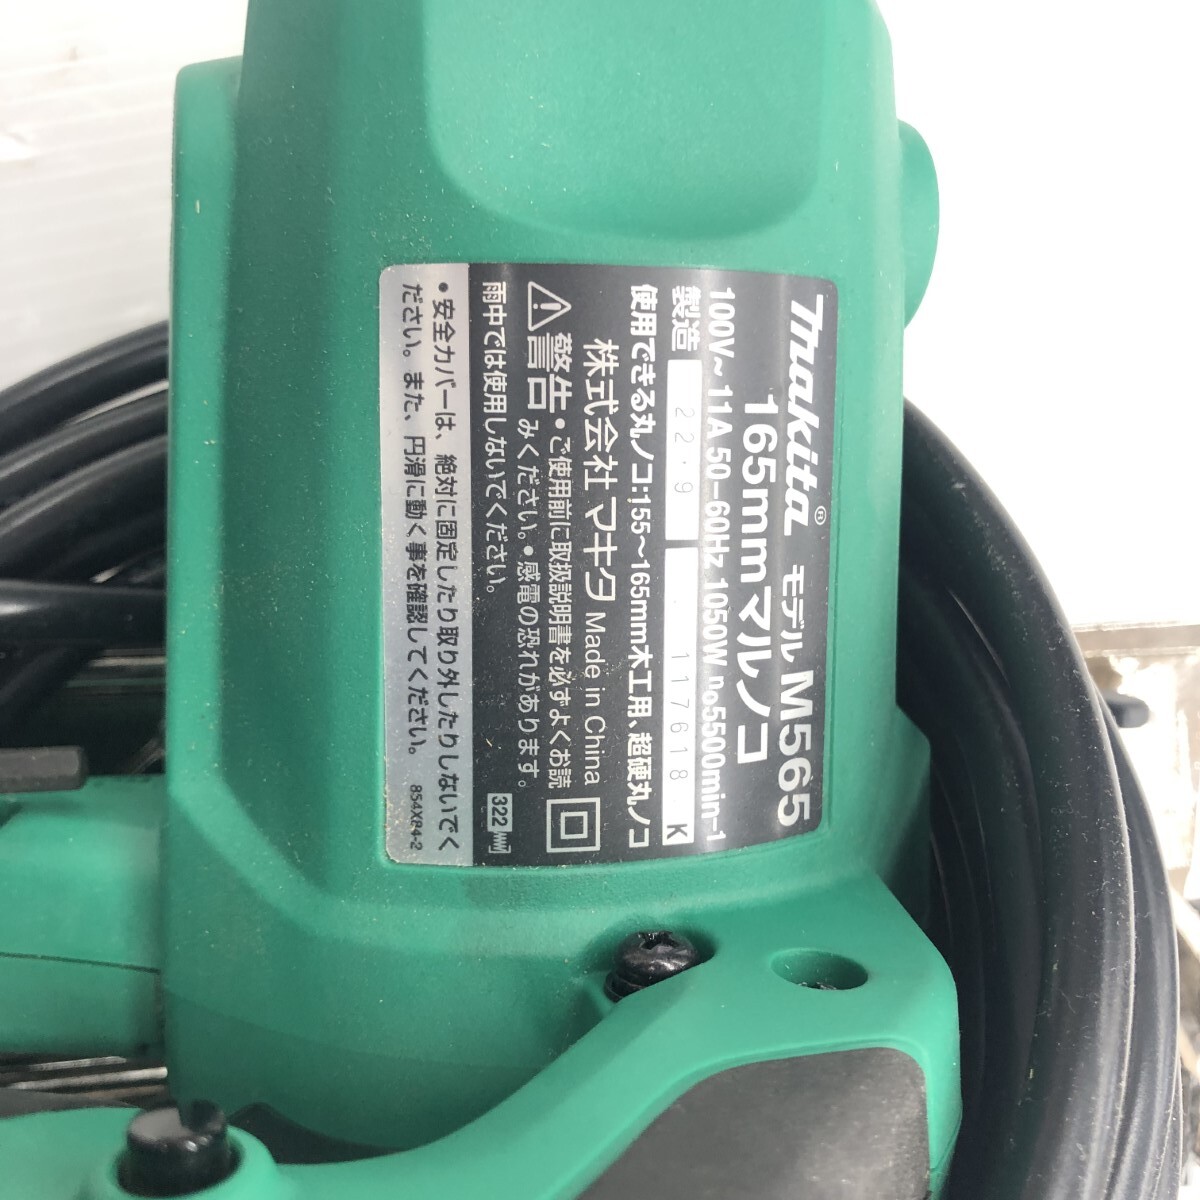 Makita® モデル M565
165mmマルノコ
100V~11A 50-60Hz 1050W n₀5500min-1
製造 22·9 117618 K
使用できる丸ノコ:155~165mm木工用、超硬丸ノコ
株式会社マキタ Made in China
警告 ・ご使用前に取扱説明書を必ずよくお読
みください。・感電の恐れがあります。
雨中では使用しないでください。
322
・安全カバーは、絶対に固定したり取り外したりしないでく
ださい。また、円滑に動く事を確認してください。 854X84-2